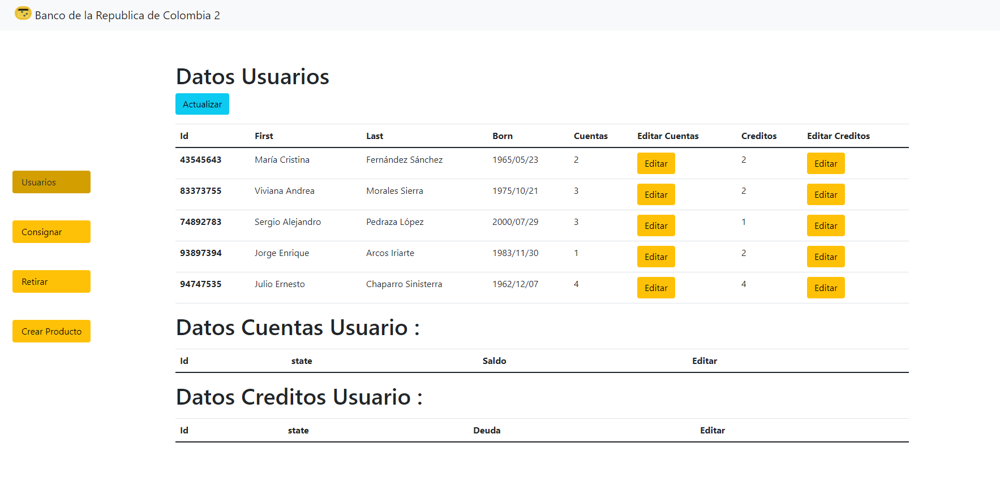 Banco de la Republica de Colombia 2
Datos Usuarios
Actualizar
Id First Last Born Cuentas Editar Cuentas Creditos Editar Creditos
43545643 María Cristina Fernández Sánchez 1965/05/23 2 Editar 2 Editar
Usuarios
83373755 Viviana Andrea Morales Sierra 1975/10/21 3 Editar 2 Editar
74892783 Sergio Alejandro Pedraza López 2000/07/29 3 Editar 1 Editar
Consignar
93897394 Jorge Enrique Arcos Iriarte 1983/11/30 1 Editar 2 Editar
Retirar
94747535 Julio Ernesto Chaparro Sinisterra 1962/12/07 4 Editar 4 Editar
Datos Cuentas Usuario :
Crear Producto
Id state Saldo Editar
Datos Creditos Usuario :
Id state Deuda Editar